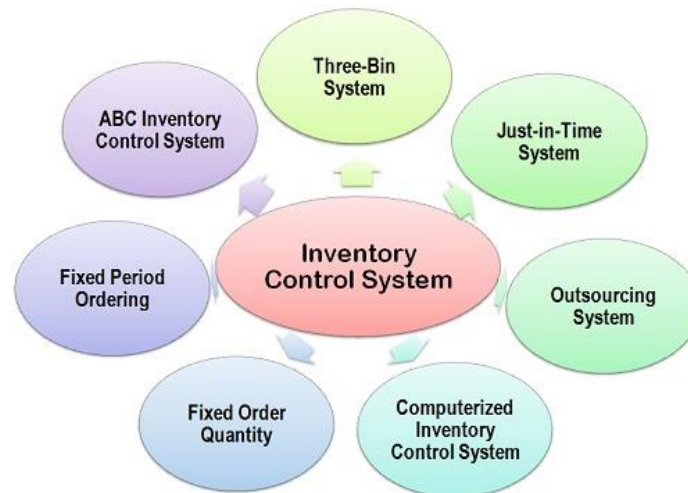 Three-Bin
System
Just-in-Time
System
Outsourcing
System
Computerized
Inventory
Control System
Fixed Order
Quantity
Fixed Period
Ordering
ABC Inventory
Control System
Inventory
Control System